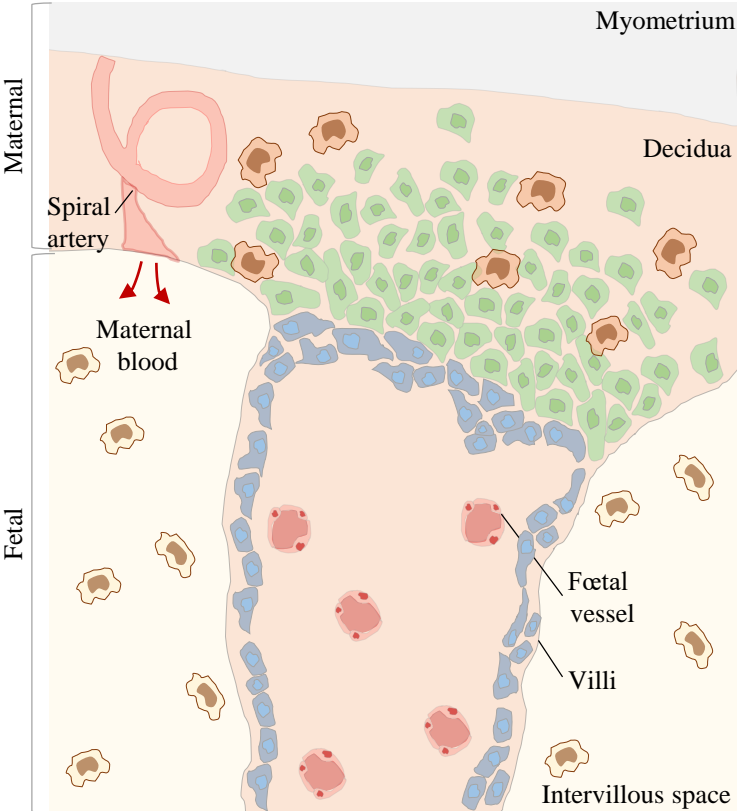 Myometrium
Maternal
Decidua
Spiral
artery
Maternal
blood
Fetal
Fœtal
vessel
Villi
Intervillous space